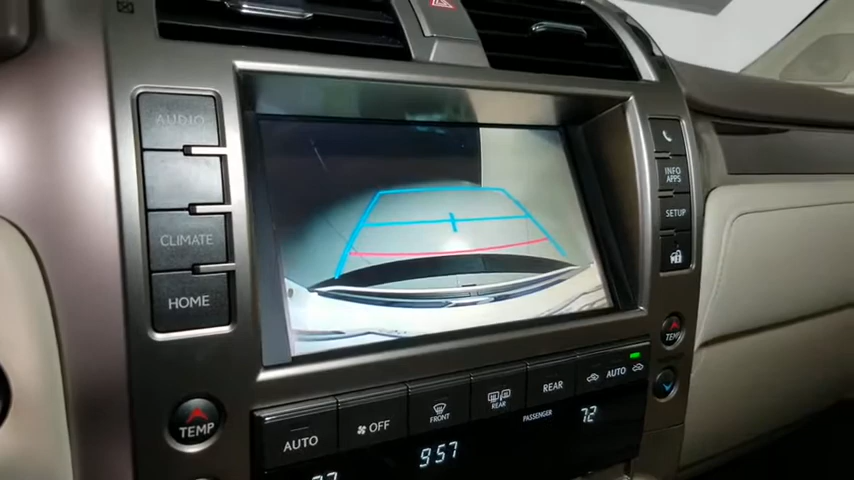 AUDIO
CLIMATE
HOME
INFO
APPS
SETUP
TEMP
TEMP
AUTO
OFF
FRONT
REAR
REAR
PASSENGER
AUTO
957
72